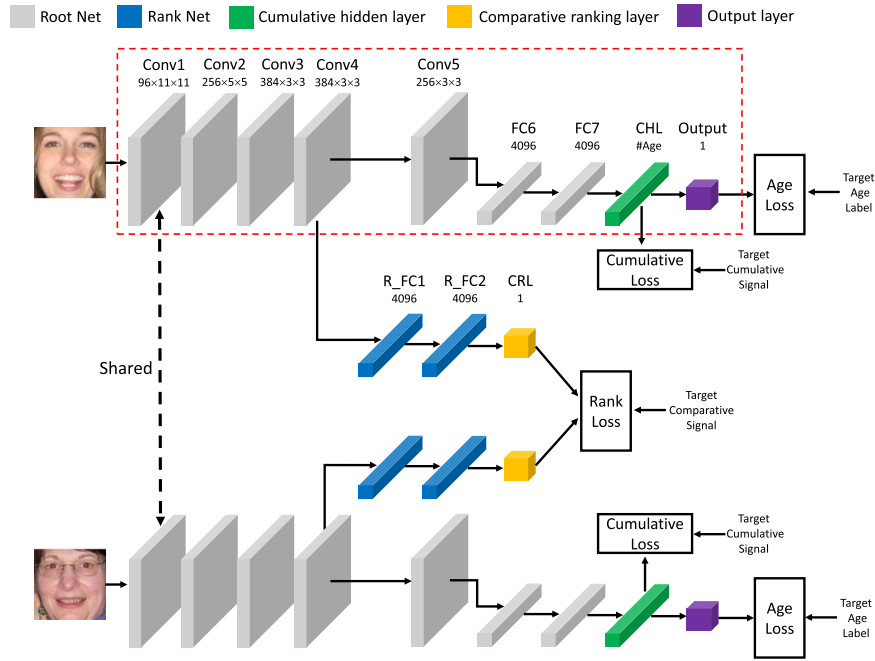 Root Net
Rank Net
Cumulative hidden layer
Comparative ranking layer
Output layer
Conv1
96×11×11
Conv2
256×5×5
Conv3
384×3×3
Conv4
384×3×3
Conv5
256×3×3
FC6
4096
FC7
4096
CHL
#Age
Output
1
Age
Loss
Target
Age
Label
Cumulative
Loss
Target
Cumulative
Signal
R_FC1
4096
R_FC2
4096
CRL
1
Shared
Rank
Loss
Target
Comparative
Signal
Cumulative
Loss
Target
Cumulative
Signal
Age
Loss
Target
Age
Label